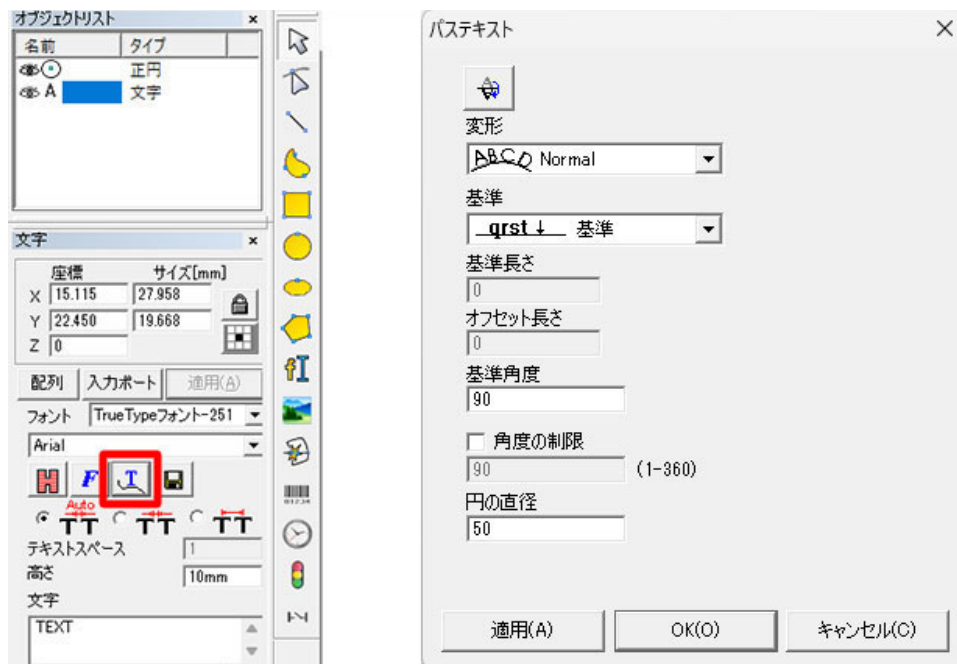 オブジェクトリスト
名前 タイプ
正円
A 文字
文字
座標 サイズ[mm]
X 15.115 27.958
Y 22.450 19.668
Z 0
配列 入力ポート 適用(A)
フォント TrueTypeフォント-251
Arial
H F T
Auto
TT TT TT
テキストスペース 1
高さ 10mm
文字
TEXT
パステキスト
変形
ABCD Normal
基準
qrst↓ 基準
基準長さ
0
オフセット長さ
0
基準角度
90
角度の制限
90 (1-360)
円の直径
50
適用(A) OK(O) キャンセル(C)